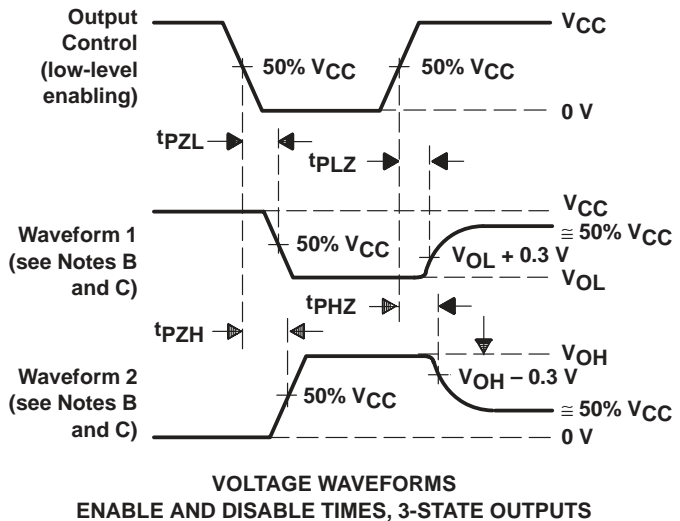 Output
Control
(low-level
enabling)
VCC
50% VCC
50% VCC
0 V
tPZL
tPLZ
VCC
Waveform 1
(see Notes B
and C)
50% VCC
≅ 50% VCC
VOL + 0.3 V
VOL
tPHZ
tPZH
VOH
Waveform 2
(see Notes B
and C)
50% VCC
VOH – 0.3 V
≅ 50% VCC
0 V
VOLTAGE WAVEFORMS
ENABLE AND DISABLE TIMES, 3-STATE OUTPUTS